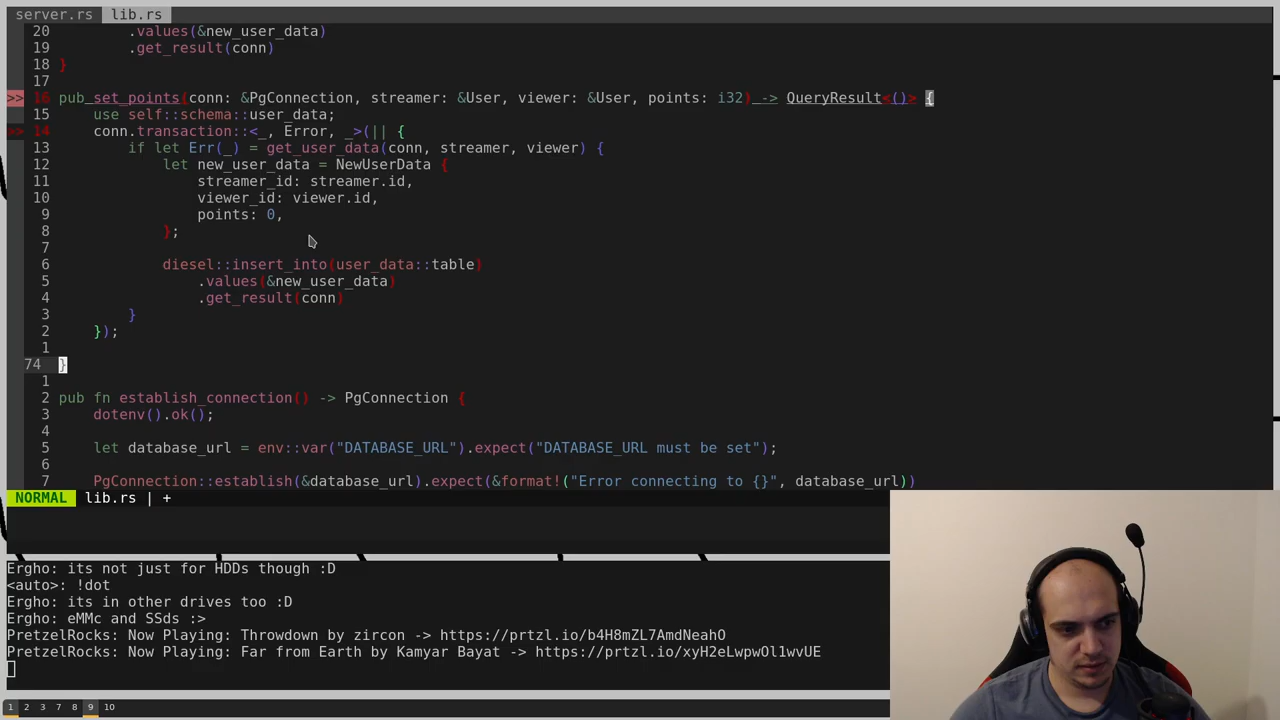 server.rs lib.rs
20 .values(&new_user_data)
19 .get_result(conn)
18 }
17
>> 16 pub set_points(conn: &PgConnection, streamer: &User, viewer: &User, points: i32) -> QueryResult<()> {
15 use self::schema::user_data;
>> 14 conn.transaction::<_, Error, _>(|| {
13 if let Err(_) = get_user_data(conn, streamer, viewer) {
12 let new_user_data = NewUserData {
11 streamer_id: streamer.id,
10 viewer_id: viewer.id,
9 points: 0,
8 };
7
6 diesel::insert_into(user_data::table)
5 .values(&new_user_data)
4 .get_result(conn)
3 }
2 });
1
74 }
1
2 pub fn establish_connection() -> PgConnection {
3 dotenv().ok();
4
5 let database_url = env::var("DATABASE_URL").expect("DATABASE_URL must be set");
6
7 PgConnection::establish(&database_url).expect(&format!("Error connecting to {}", database_url))
NORMAL lib.rs | +
Ergho: its not just for HDDs though :D
<auto>: !dot
Ergho: its in other drives too :D
Ergho: eMMc and SSds :>
PretzelRocks: Now Playing: Throwdown by zircon -> https://prtzl.io/b4H8mZL7AmdNeahO
PretzelRocks: Now Playing: Far from Earth by Kamyar Bayat -> https://prtzl.io/xyH2eLwpwOl1wvUE
1 2 3 7 8 9 10